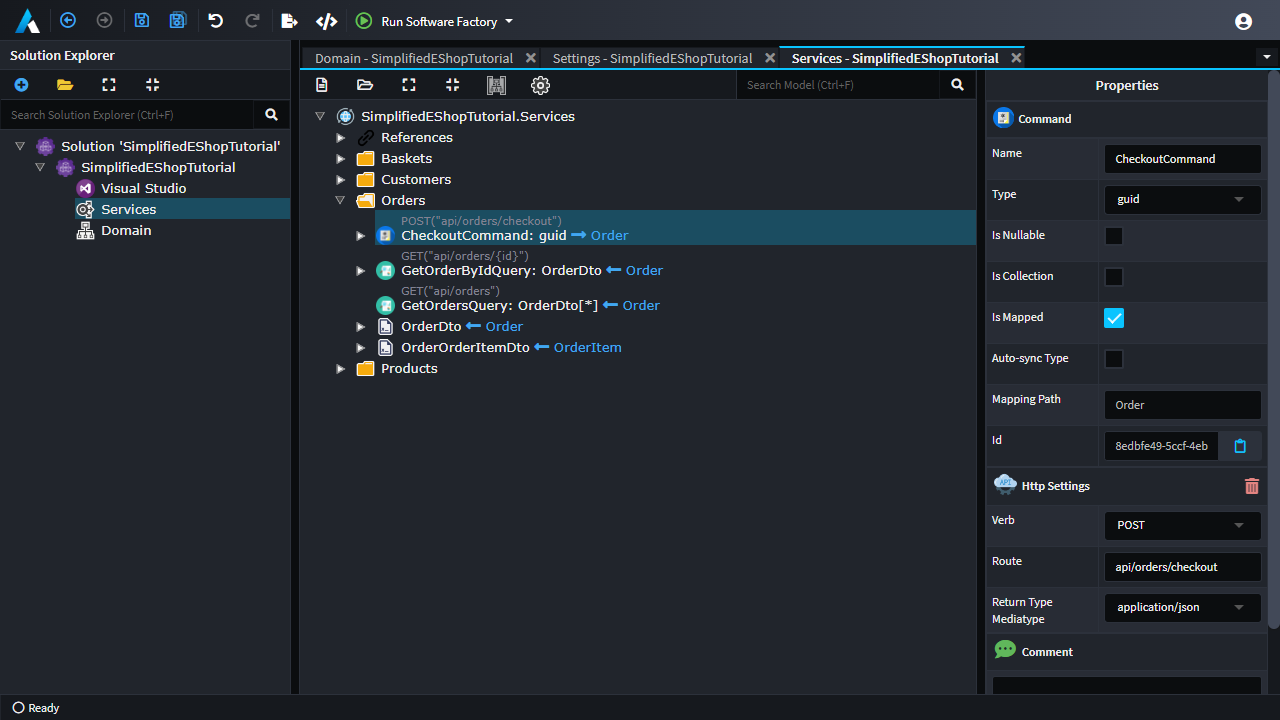 Run Software Factory
Solution Explorer
Search Solution Explorer (Ctrl+F)
Solution 'SimplifiedEShopTutorial'
SimplifiedEShopTutorial
Visual Studio
Services
Domain
Domain - SimplifiedEShopTutorial
Settings - SimplifiedEShopTutorial
Services - SimplifiedEShopTutorial
Search Model (Ctrl+F)
SimplifiedEShopTutorial.Services
References
Baskets
Customers
Orders
POST("api/orders/checkout")
CheckoutCommand: guid → Order
GET("api/orders/{id}")
GetOrderByIdQuery: OrderDto ← Order
GET("api/orders")
GetOrdersQuery: OrderDto[*] ← Order
OrderDto ← Order
OrderOrderItemDto ← OrderItem
Products
Properties
Command
Name
CheckoutCommand
Type
guid
Is Nullable
Is Collection
Is Mapped
Auto-sync Type
Mapping Path
Order
Id
8edbfe49-5ccf-4eb
API
Http Settings
Verb
POST
Route
api/orders/checkout
Return Type
Mediatype
application/json
Comment
Ready